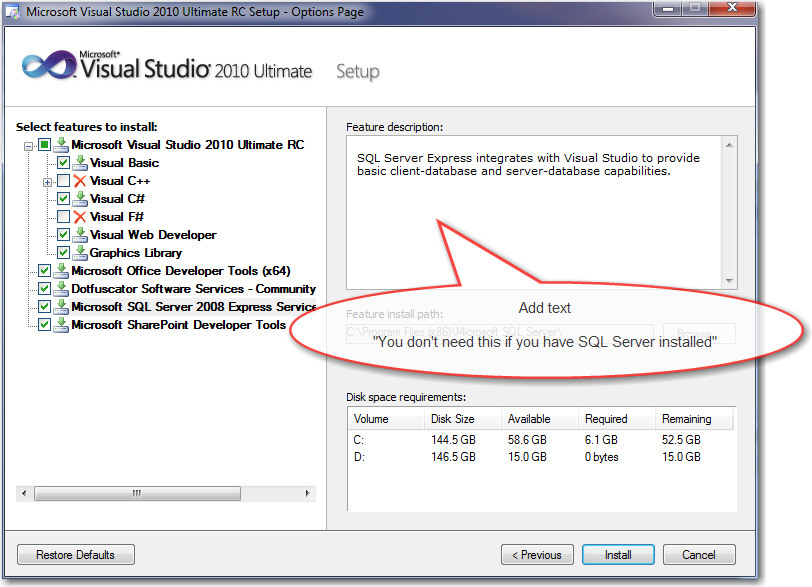 Microsoft Visual Studio 2010 Ultimate RC Setup - Options Page
Microsoft®
Visual Studio® 2010 Ultimate Setup
Select features to install:
Microsoft Visual Studio 2010 Ultimate RC
Visual Basic
Visual C++
Visual C#
Visual F#
Visual Web Developer
Graphics Library
Microsoft Office Developer Tools (x64)
Dotfuscator Software Services - Community
Microsoft SQL Server 2008 Express Service
Microsoft SharePoint Developer Tools
Feature description:
SQL Server Express integrates with Visual Studio to provide
basic client-database and server-database capabilities.
Add text
"You don't need this if you have SQL Server installed"
Feature install path:
C:\Program Files (x86)\Microsoft SQL Server\
Browse...
Disk space requirements:
Volume Disk Size Available Required Remaining
C: 144.5 GB 58.6 GB 6.1 GB 52.5 GB
D: 146.5 GB 15.0 GB 0 bytes 15.0 GB
Restore Defaults
< Previous
Install
Cancel